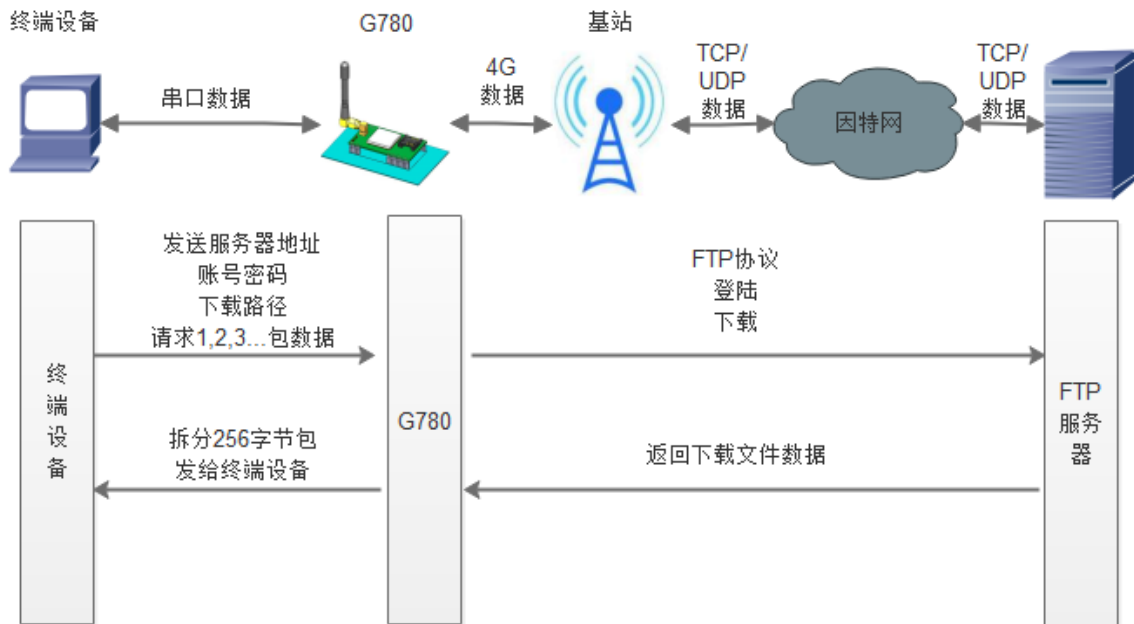 终端设备
G780
基站
串口数据
4G
数据
TCP/
UDP
数据
因特网
TCP/
UDP
数据
发送服务器地址
账号密码
下载路径
请求1,2,3...包数据
FTP协议
登陆
下载
终
端
设
备
G780
FTP
服务
器
拆分256字节包
发给终端设备
返回下载文件数据